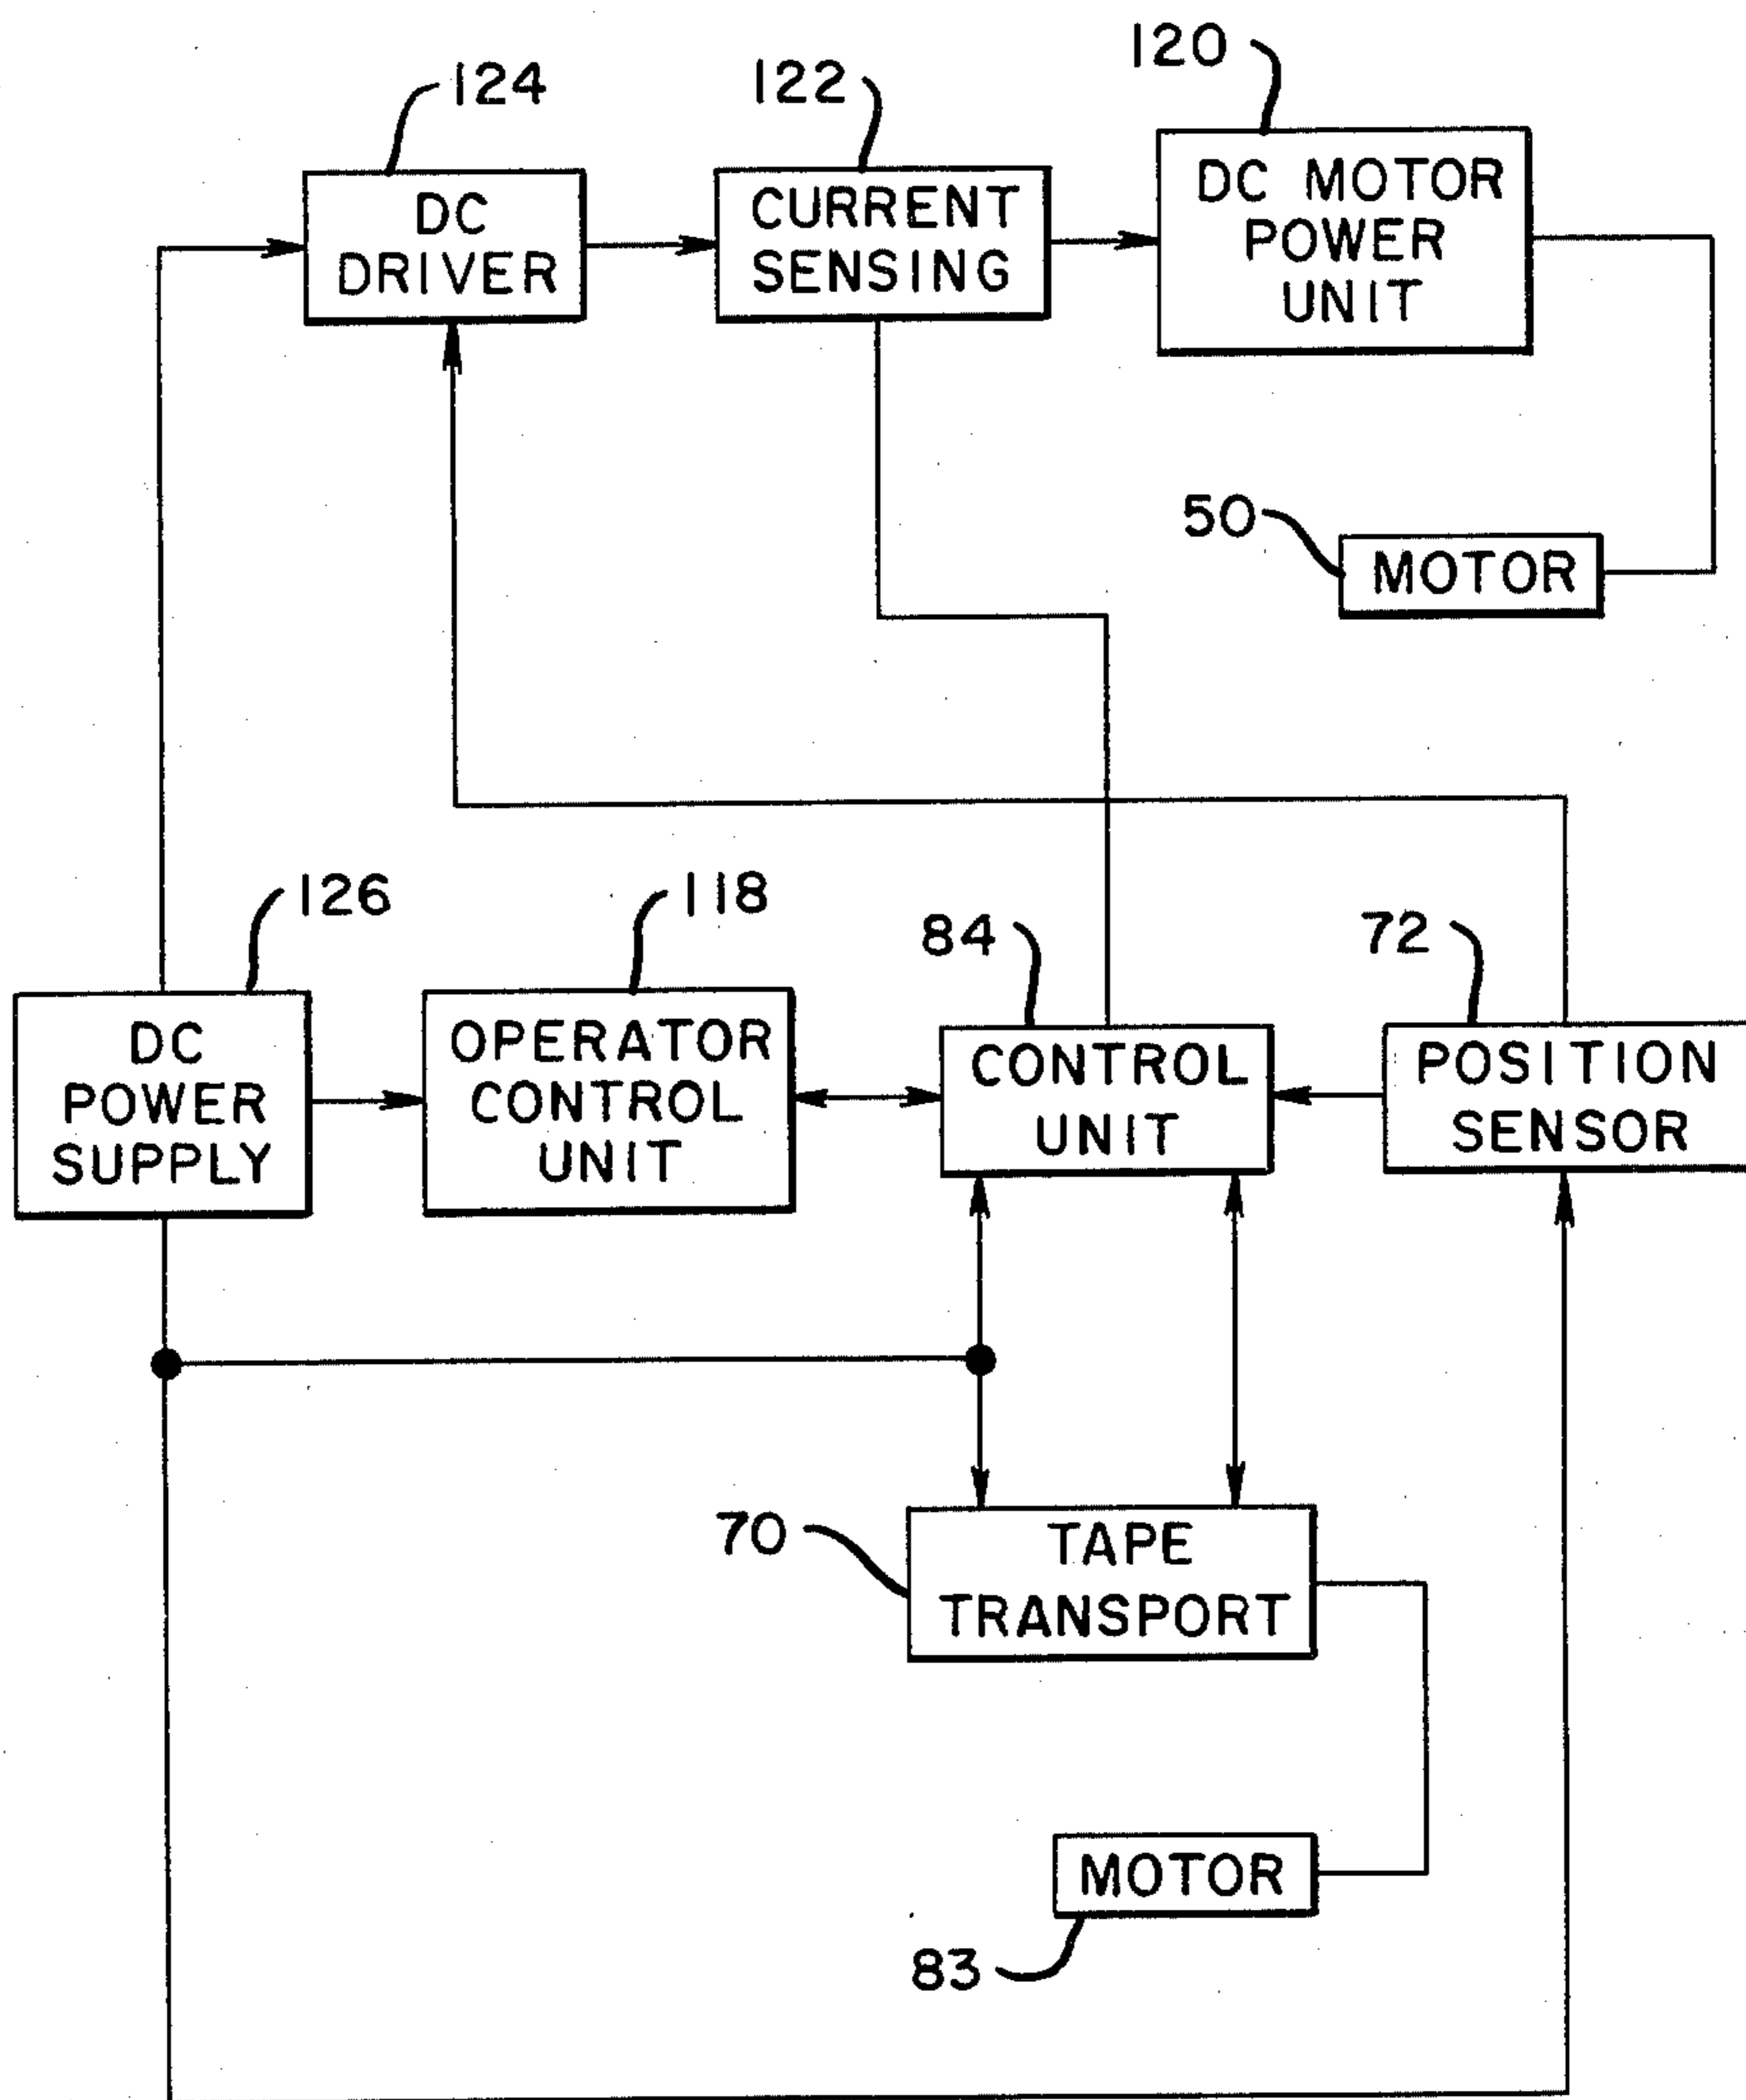 120
124
122
DC
DRIVER
CURRENT
SENSING
DC MOTOR
POWER
UNIT
50
MOTOR
126
118
84
72
DC
POWER
SUPPLY
OPERATOR
CONTROL
UNIT
CONTROL
UNIT
POSITION
SENSOR
70
TAPE
TRANSPORT
MOTOR
83